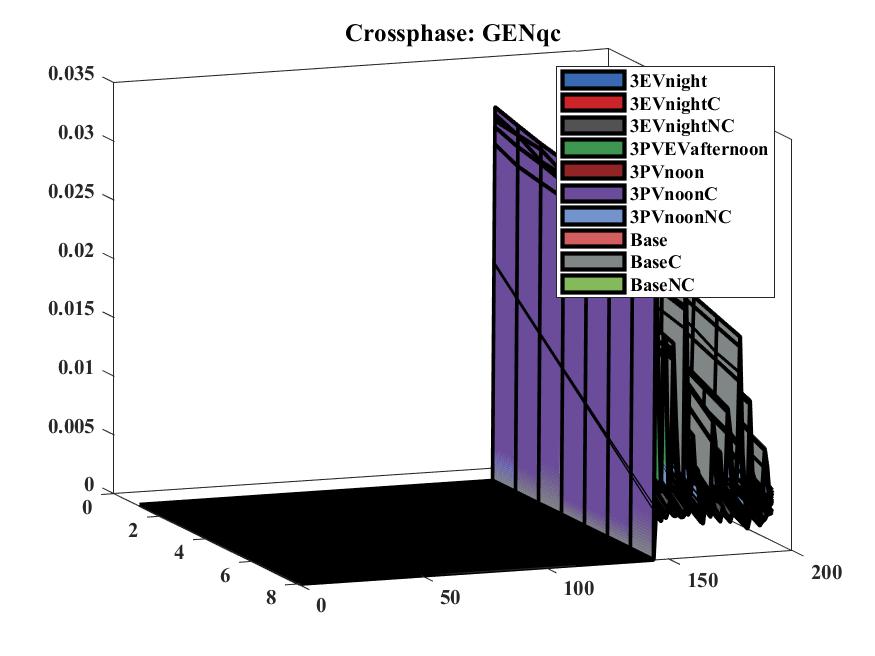 Crossphase: GENqc
0.035
0.03
0.025
0.02
0.015
0.01
0.005
0
0
2
4
6
8
0
50
100
150
200
3EVnight
3EVnightC
3EVnightNC
3PVEVafternoon
3PVnoon
3PVnoonC
3PVnoonNC
Base
BaseC
BaseNC